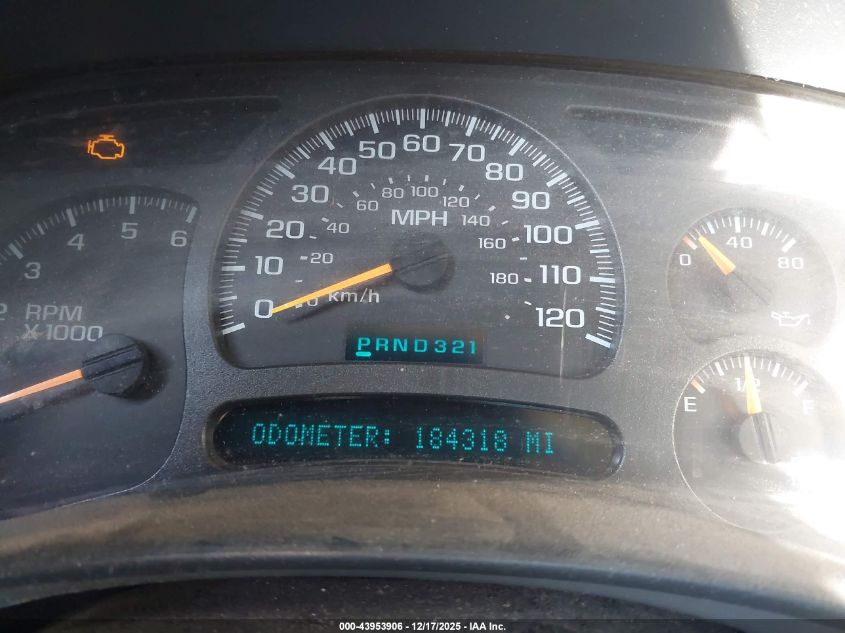 3 4 5 6
RPM
X1000
0 10 20 30 40 50 60 70 80 90 100 110 120
MPH
0 20 40 60 80 100 120 140 160 180
km/h
PRND321
ODOMETER: 184318 MI
0 40 80
E 1/2 F
000-43953906 - 12/17/2025 - IAA Inc.